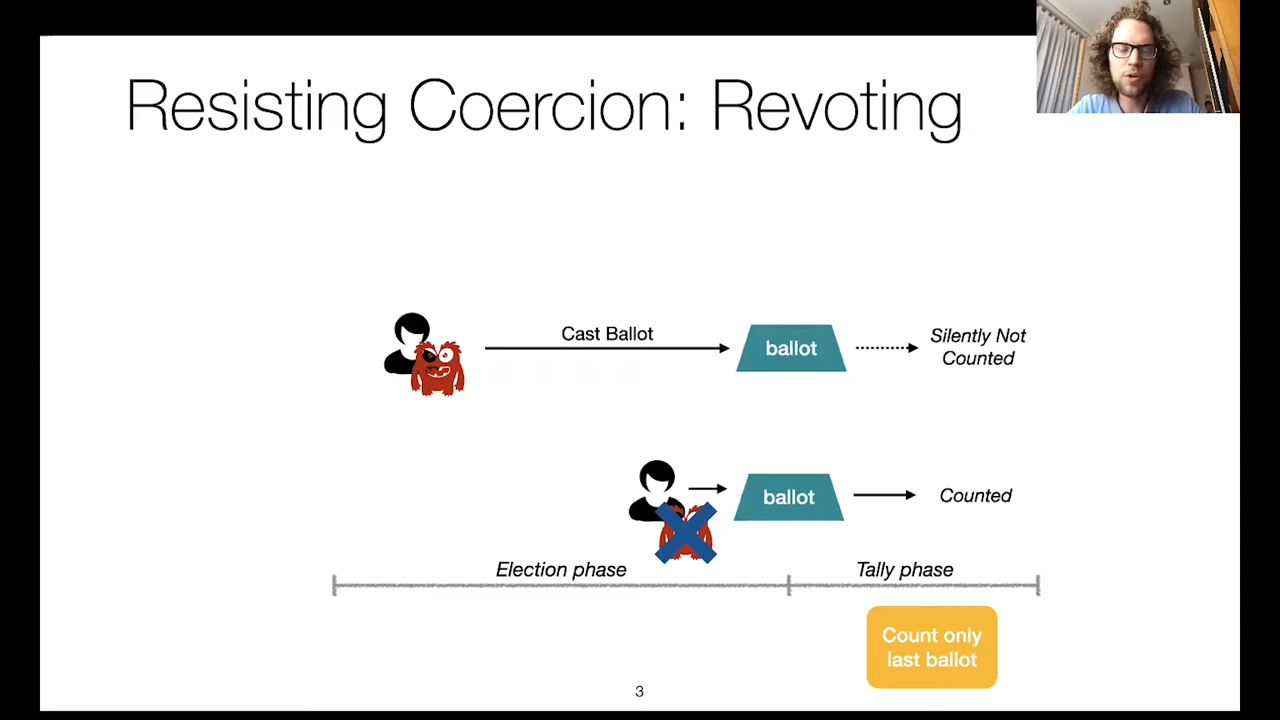 Resisting Coercion: Revoting
Cast Ballot
ballot
Silently Not
Counted
ballot
Counted
Election phase
Tally phase
Count only
last ballot
3